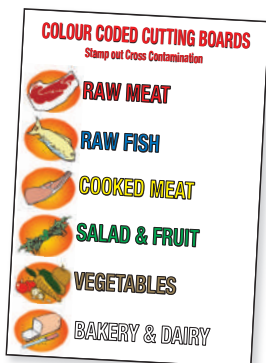 COLOUR CODED CUTTING BOARDS
Stamp out Cross Contamination
RAW MEAT
RAW FISH
COOKED MEAT
SALAD & FRUIT
VEGETABLES
BAKERY & DAIRY